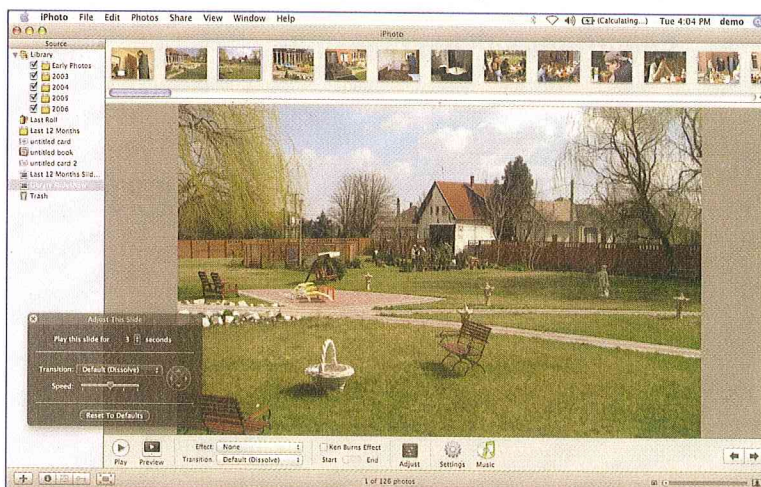 iPhoto File Edit Photos Share View Window Help (Calculating...) Tue 4:04 PM demo
iPhoto
Source
Library
Early Photos
2003
2004
2005
2006
Last Roll
Last 12 Months
untitled card
untitled book
untitled card 2
Last 12 Months Slid...
Trash
Adjust This Slide
Play this slide for 3 seconds
Transition: Default (Dissolve)
Speed:
Reset To Defaults
Play Preview
Effect: None
Transition: Default (Dissolve)
Ken Burns Effect
Start End
Adjust Settings Music
1 of 126 photos